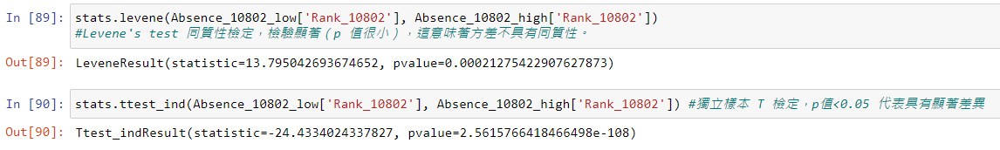 In [89]: stats.levene(Absence_10802_low['Rank_10802'], Absence_10802_high['Rank_10802'])
#Levene's test 同質性檢定，檢驗顯著（p 值很小），這意味著方差不具有同質性。
Out[89]: LeveneResult(statistic=13.795042693674652, pvalue=0.00021275422907627873)
In [90]: stats.ttest_ind(Absence_10802_low['Rank_10802'], Absence_10802_high['Rank_10802']) #獨立樣本 T 檢定，p值<0.05 代表具有顯著差異
Out[90]: Ttest_indResult(statistic=-24.4334024337827, pvalue=2.5615766418466498e-108)